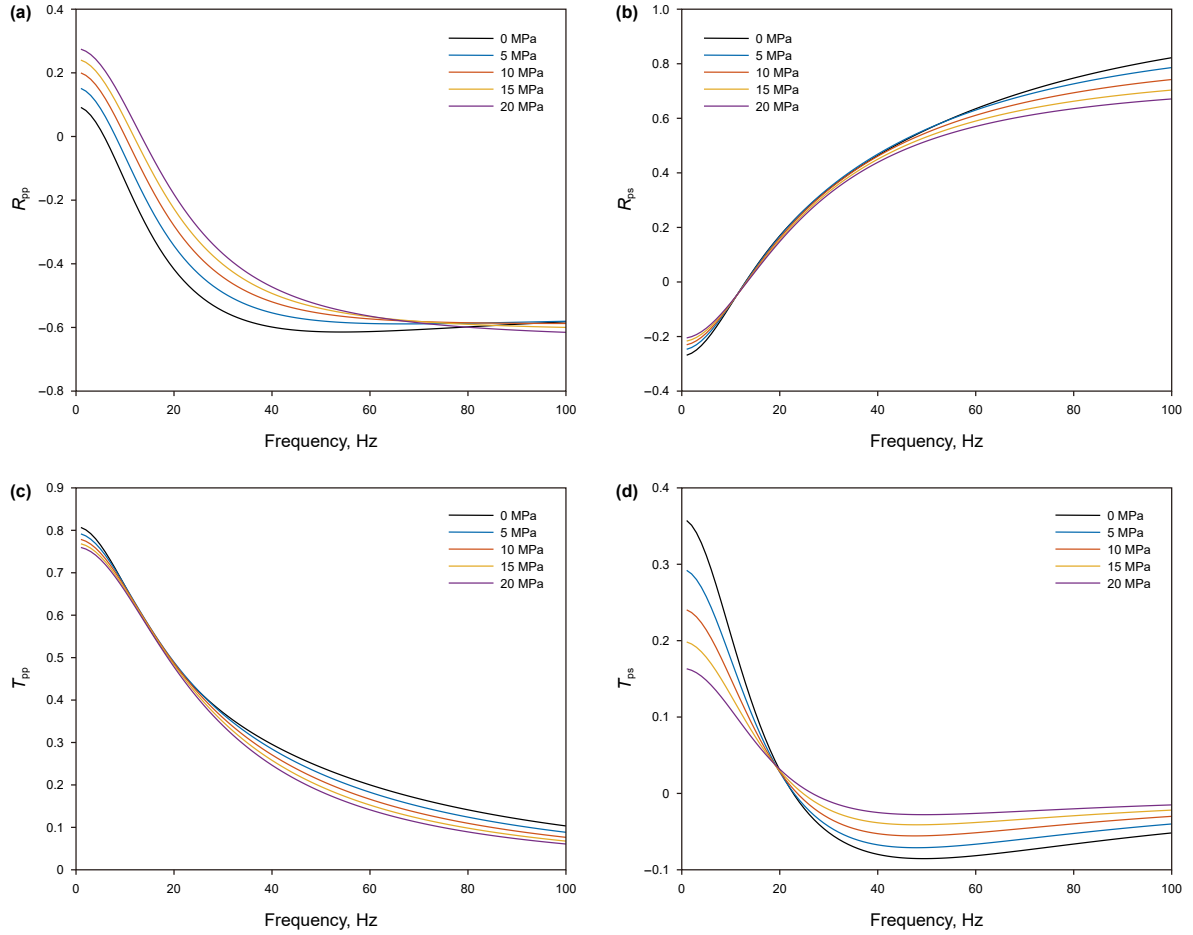 (a)
0.4
0.2
0
–0.2
–0.4
–0.6
–0.8
0
20
40
60
80
100
Rpp
Frequency, Hz
0 MPa
5 MPa
10 MPa
15 MPa
20 MPa
(b)
1.0
0.8
0.6
0.4
0.2
0
–0.2
–0.4
0
20
40
60
80
100
Rps
Frequency, Hz
0 MPa
5 MPa
10 MPa
15 MPa
20 MPa
(c)
0.9
0.8
0.7
0.6
0.5
0.4
0.3
0.2
0.1
0
0
20
40
60
80
100
Tpp
Frequency, Hz
0 MPa
5 MPa
10 MPa
15 MPa
20 MPa
(d)
0.4
0.3
0.2
0.1
0
–0.1
0
20
40
60
80
100
Tps
Frequency, Hz
0 MPa
5 MPa
10 MPa
15 MPa
20 MPa